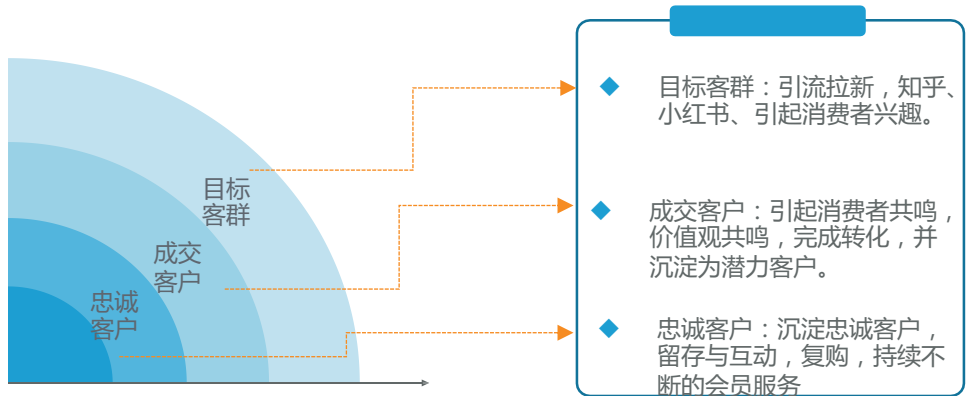 目标
客群
成交
客户
忠诚
客户
目标客群：引流拉新，知乎、
小红书、引起消费者兴趣。
成交客户：引起消费者共鸣，
价值观共鸣，完成转化，并
沉淀为潜力客户。
忠诚客户：沉淀忠诚客户，
留存与互动，复购，持续不
断的会员服务